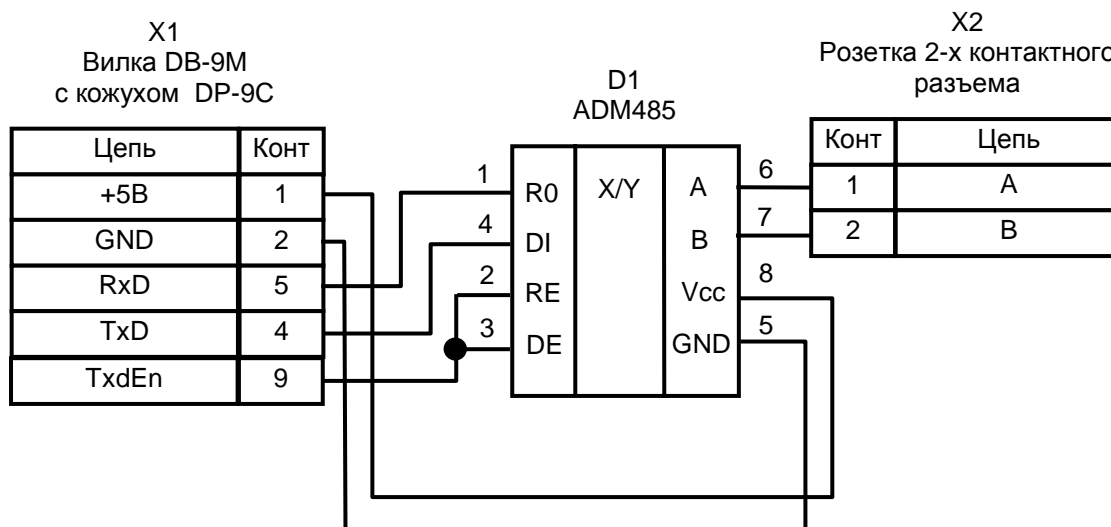 X1
Вилка DB-9M
с кожухом DP-9C
Цепь Конт
+5В 1
GND 2
RxD 5
TxD 4
TxdEn 9
D1
ADM485
1 R0 X/Y A 6
4 DI B 7
2 RE Vcc 8
3 DE GND 5
X2
Розетка 2-х контактного
разъема
Конт Цепь
1 A
2 B